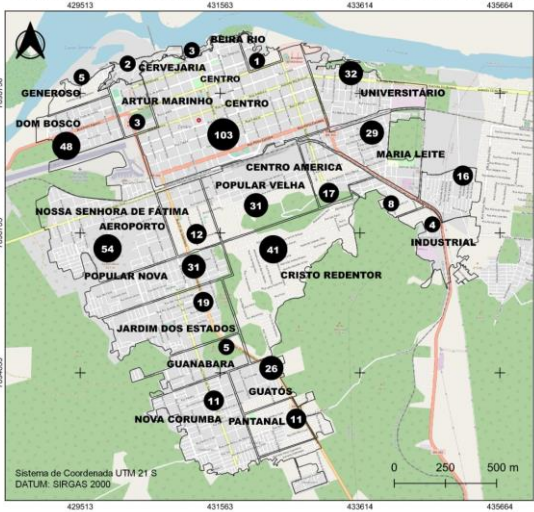 429513 431563 433614 435664
BEIRA RIO
3
2
1
CERVEJARIA
5
32
CENTRO
GENEROSO
UNIVERSITÁRIO
ARTUR MARINHO
CENTRO
DOM BOSCO
3
103
29
48
MARIA LEITE
CENTRO AMERICA
16
POPULAR VELHA
17
31
8
NOSSA SENHORA DE FÁTIMA
4
AEROPORTO
12
INDUSTRIAL
54
41
31
POPULAR NOVA
CRISTO REDENTOR
19
JARDIM DOS ESTADOS
5
GUANABARA
26
GUATÓS
11
NOVA CORUMBA
PANTANAL
11
Sistema de Coordenada UTM 21 S
DATUM: SIRGAS 2000
0 250 500 m
429513 431563 433614 435664